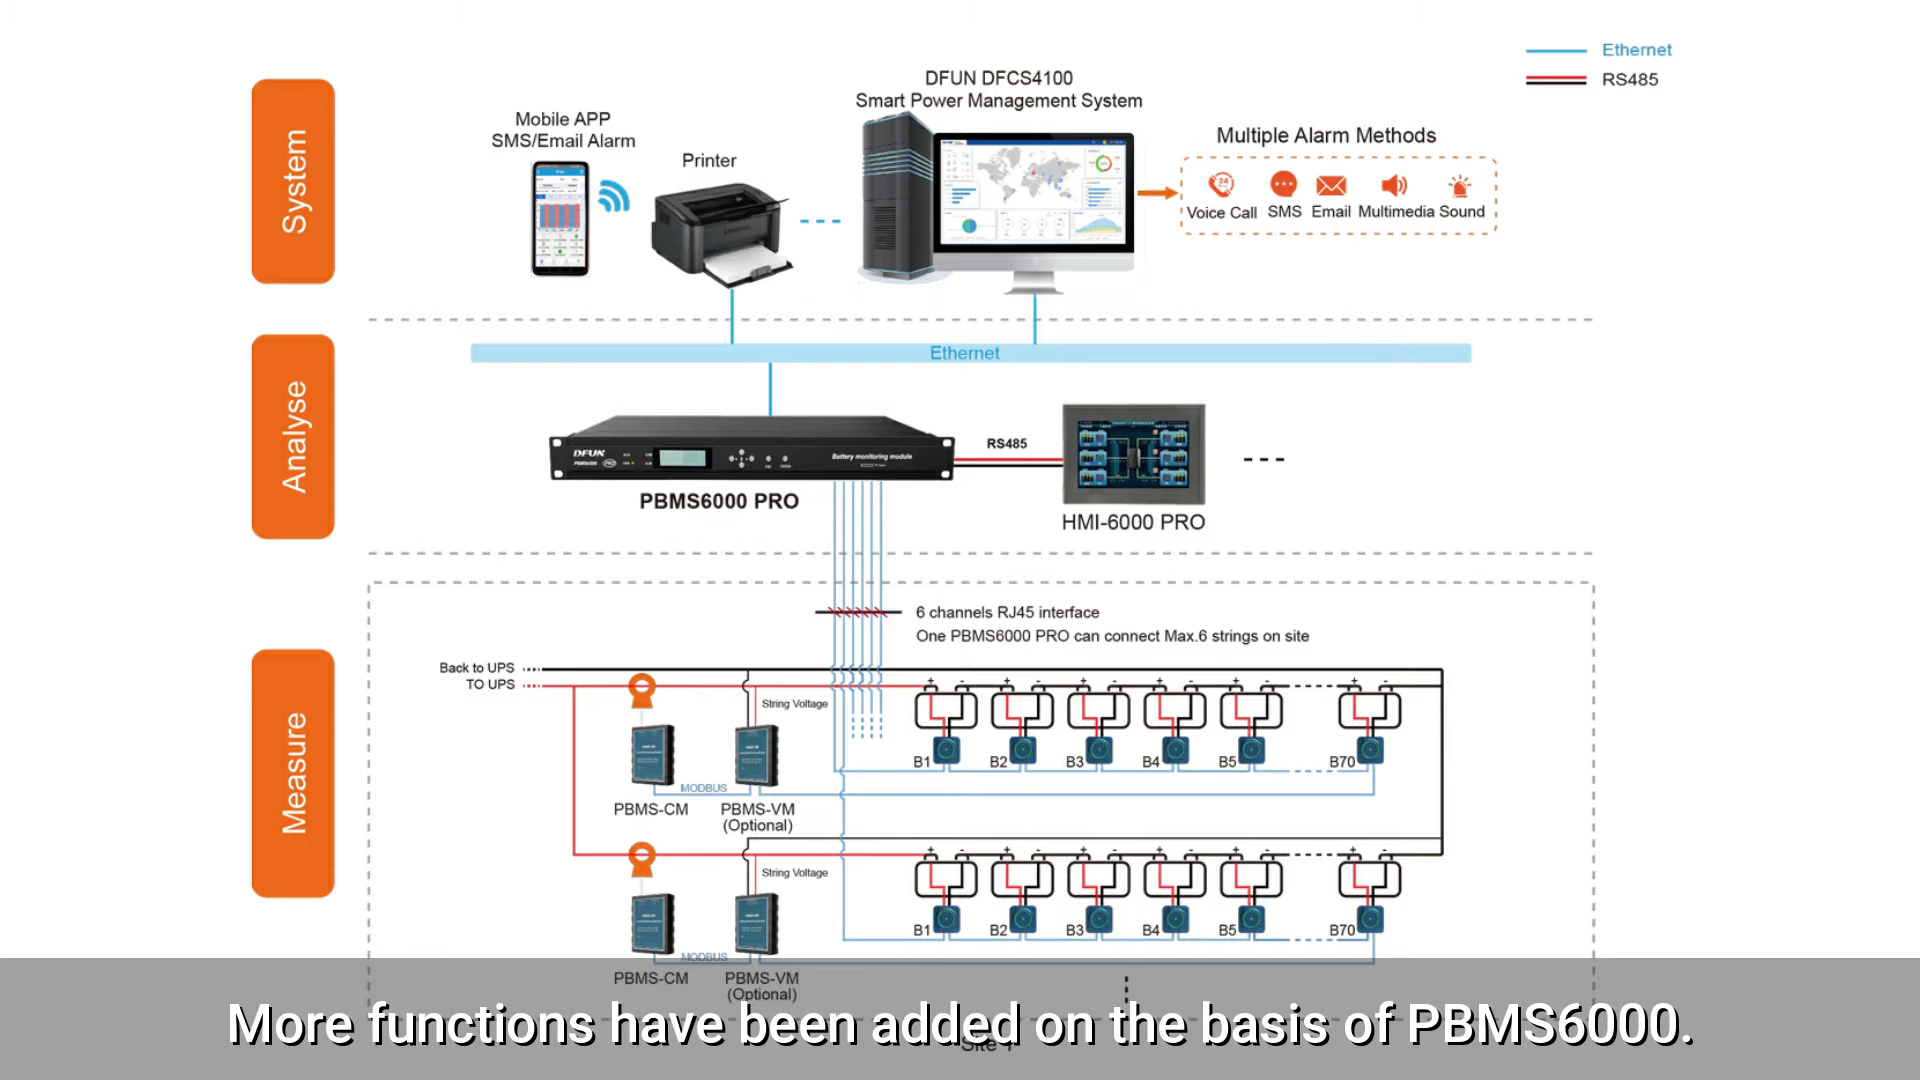 Ethernet
RS485
System
Mobile APP
SMS/Email Alarm
Printer
DFUN DFCS4100
Smart Power Management System
Multiple Alarm Methods
Voice Call SMS Email Multimedia Sound
Ethernet
Analyse
DFUN
Battery monitoring module
RS485
PBMS6000 PRO
HMI-6000 PRO
6 channels RJ45 interface
One PBMS6000 PRO can connect Max.6 strings on site
Measure
Back to UPS
TO UPS
String Voltage
+ - + - + - + - + - + -
B1 B2 B3 B4 B5 B70
MODBUS
PBMS-CM PBMS-VM
(Optional)
String Voltage
+ - + - + - + - + - + -
B1 B2 B3 B4 B5 B70
MODBUS
PBMS-CM PBMS-VM
(Optional)
More functions have been added on the basis of PBMS6000.